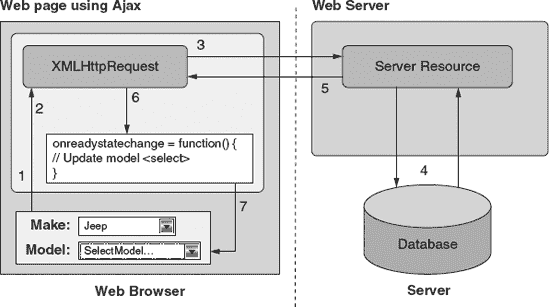 Web page using Ajax
Web Server
XMLHttpRequest
3
Server Resource
5
2
6
onreadystatechange = function() {
// Update model <select>
}
4
1
7
Make: Jeep
Model: SelectModel...
Database
Web Browser
Server